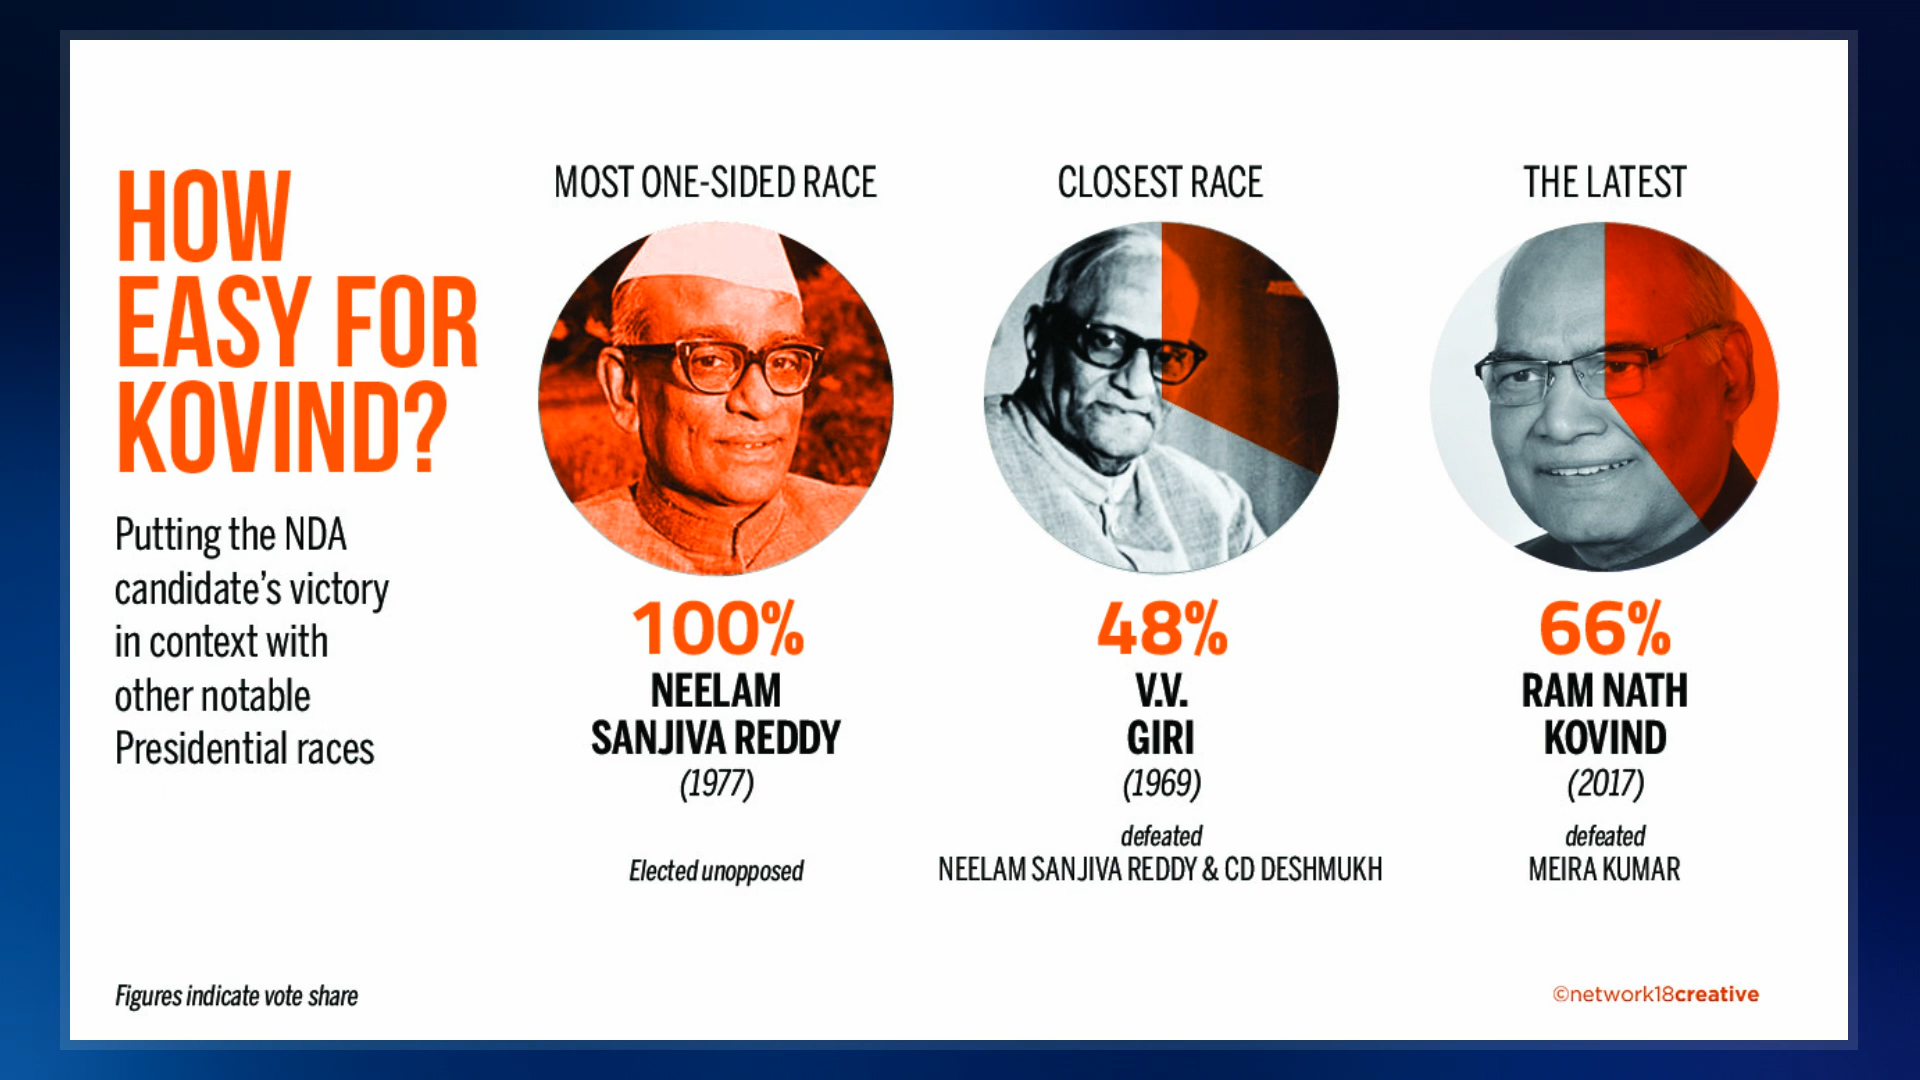 HOW
EASY FOR
KOVIND?
Putting the NDA
candidate's victory
in context with
other notable
Presidential races
MOST ONE-SIDED RACE
100%
NEELAM
SANJIVA REDDY
(1977)
Elected unopposed
CLOSEST RACE
48%
V.V.
GIRI
(1969)
defeated
NEELAM SANJIVA REDDY & CD DESHMUKH
THE LATEST
66%
RAM NATH
KOVIND
(2017)
defeated
MEIRA KUMAR
Figures indicate vote share
©network18creative